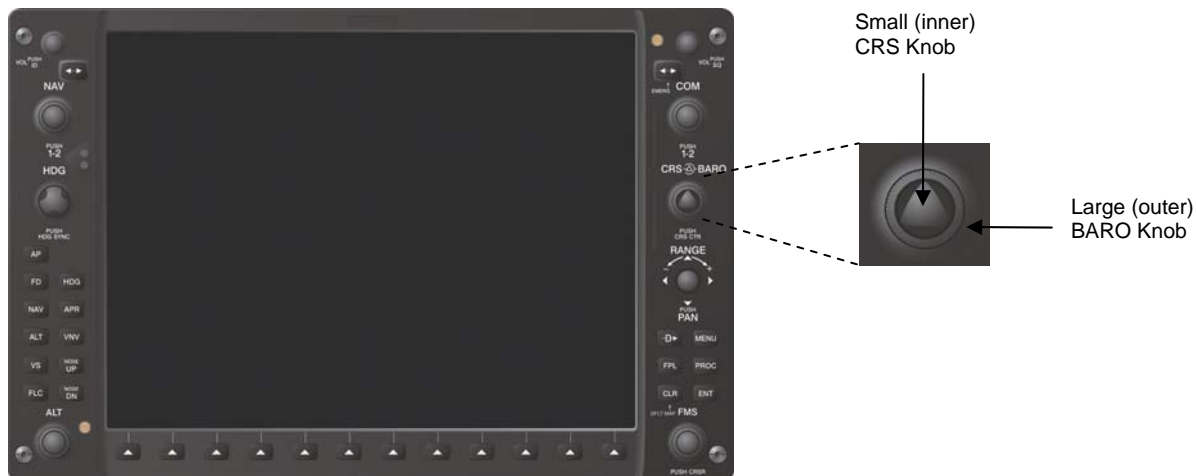 Small (inner)
CRS Knob
Large (outer)
BARO Knob
VOL PUSH ID
NAV
PUSH
1-2
HDG
PUSH
HDG SYNC
AP
FD HDG
NAV APR
ALT VNV
VS NOSE UP
FLC NOSE DN
ALT
VOL PUSH SQ
EMERG
COM
PUSH
1-2
CRS BARO
PUSH
CRS CTR
RANGE
- +
PUSH
PAN
D MENU
FPL PROC
CLR ENT
DFLT MAP FMS
PUSH CRSR